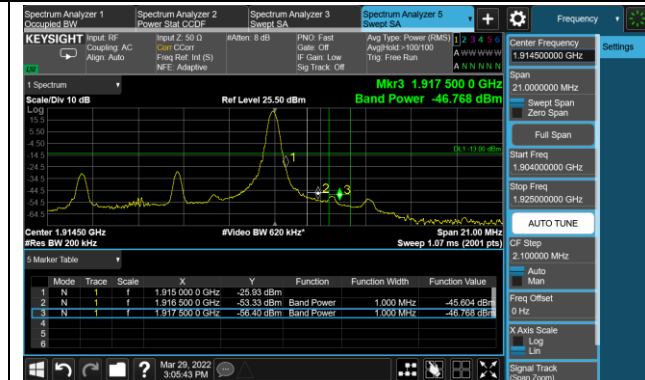 Spectrum Analyzer 1
Occupied BW
Spectrum Analyzer 2
Power Stat CCDF
Spectrum Analyzer 3
Swept SA
Spectrum Analyzer 5
Swept SA
Frequency
KEYSIGHT
Input: RF
Coupling: AC
Align: Auto
Input Z: 50 Ω
Corr CCorr
Freq Ref: Int (S)
NFE: Adaptive
#Atten: 8 dB
PNO: Fast
Gate: Off
IF Gain: Low
Sig Track: Off
Avg Type: Power (RMS)
Avg|Hold:>100/100
Trig: Free Run
1 2 3 4 5 6
A W W W W W
A N N N N N
Settings
Center Frequency
1.914500000 GHz
Span
21.0000000 MHz
Swept Span
Zero Span
Full Span
Start Freq
1.904000000 GHz
Stop Freq
1.925000000 GHz
AUTO TUNE
CF Step
2.100000 MHz
Auto
Man
Freq Offset
0 Hz
X Axis Scale
Log
Lin
Signal Track
(Span Zoom)
1 Spectrum
Mkr3 1.917 500 0 GHz
Scale/Div 10 dB
Ref Level 25.50 dBm
Band Power -46.768 dBm
Log
15.5
5.50
-4.50
-14.5
-24.5
-34.5
-44.5
-54.5
-64.5
DL1 -13.00 dBm
1
2
3
Center 1.91450 GHz
#Video BW 620 kHz*
Span 21.00 MHz
#Res BW 200 kHz
Sweep 1.07 ms (2001 pts)
5 Marker Table
Mode Trace Scale X Y Function Function Width Function Value
1 N 1 f 1.915 000 0 GHz -25.93 dBm
2 N 1 f 1.916 500 0 GHz -53.33 dBm Band Power 1.000 MHz -45.604 dBm
3 N 1 f 1.917 500 0 GHz -56.40 dBm Band Power 1.000 MHz -46.768 dBm
4
5
6
?
Mar 29, 2022
3:05:43 PM